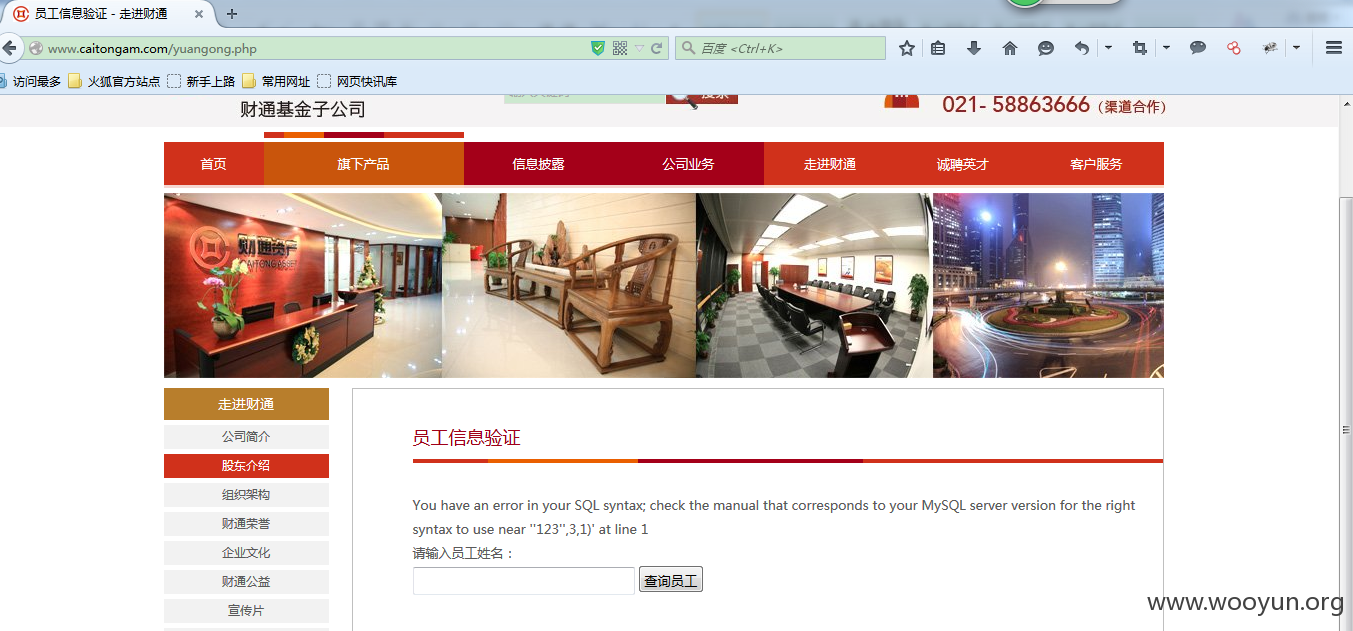 员工信息验证 - 走进财通
www.caitongam.com/yuangong.php
百度 <Ctrl+K>
访问最多 火狐官方站点 新手上路 常用网址 网页快讯库
财通基金子公司
搜索
021- 58863666（渠道合作）
首页 旗下产品 信息披露 公司业务 走进财通 诚聘英才 客户服务
财通资产
CAITONG ASSET
走进财通
公司简介
股东介绍
组织架构
财通荣誉
企业文化
财通公益
宣传片
员工信息验证
You have an error in your SQL syntax; check the manual that corresponds to your MySQL server version for the right
syntax to use near ''123'',3,1)' at line 1
请输入员工姓名：
查询员工
www.wooyun.org